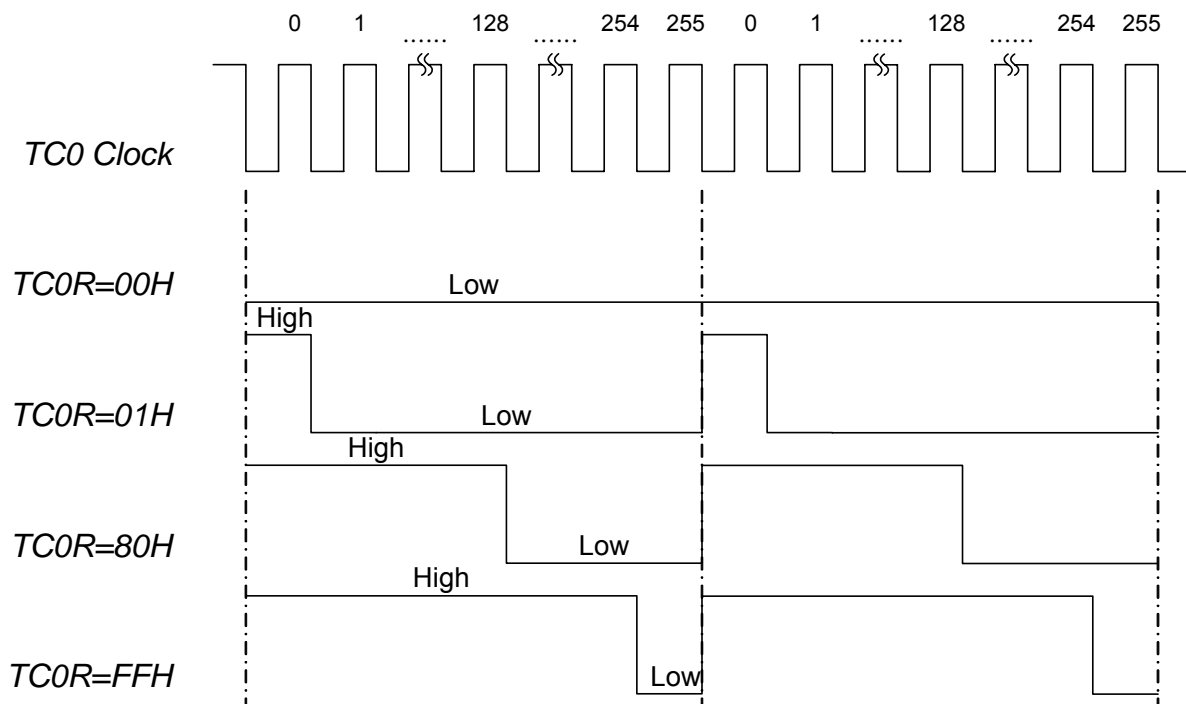 0 1 ...... 128 ...... 254 255 0 1 ...... 128 ...... 254 255
TC0 Clock
TC0R=00H
Low
High
TC0R=01H
Low
High
TC0R=80H
Low
High
TC0R=FFH
Low